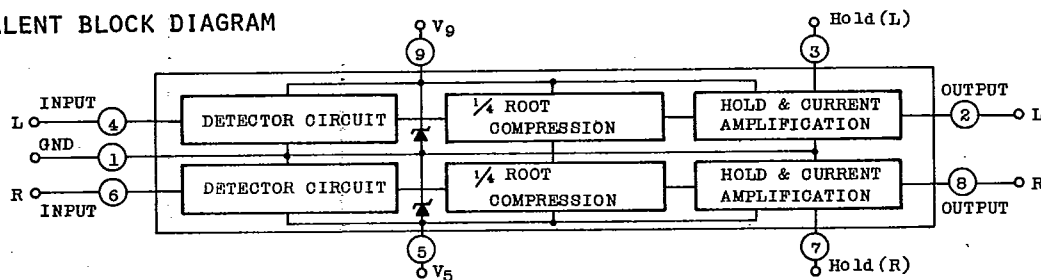 LENT BLOCK DIAGRAM
V9
9
Hold(L)
3
INPUT
L
4
DETECTOR CIRCUIT
1/4 ROOT
COMPRESSION
HOLD & CURRENT
AMPLIFICATION
OUTPUT
2
L
GND
1
R
6
INPUT
DETECTOR CIRCUIT
1/4 ROOT
COMPRESSION
HOLD & CURRENT
AMPLIFICATION
8
R
OUTPUT
5
V5
7
Hold(R)